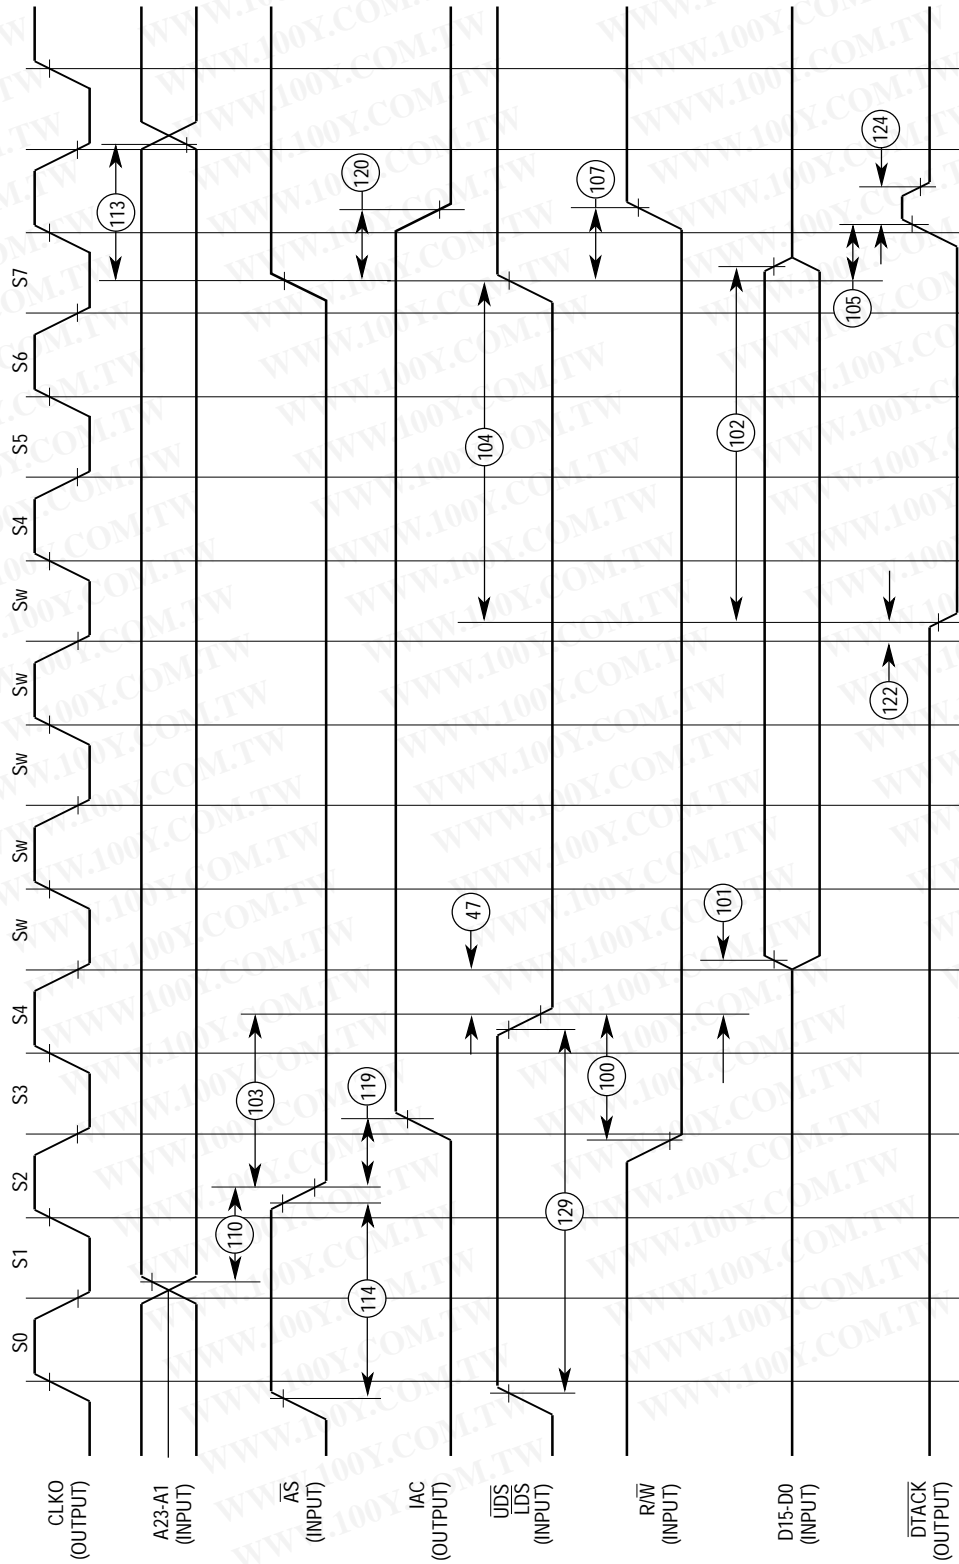 S0
S1
S2
S3
S4
Sw
Sw
Sw
Sw
Sw
S4
S5
S6
S7
CLKO
(OUTPUT)
A23-A1
(INPUT)
113
110
AS
(INPUT)
114
103
IAC
(OUTPUT)
119
120
UDS
LDS
(INPUT)
129
47
104
R/W
(INPUT)
100
107
D15-D0
(INPUT)
101
102
DTACK
(OUTPUT)
122
105
124
WWW.100Y.COM.TW